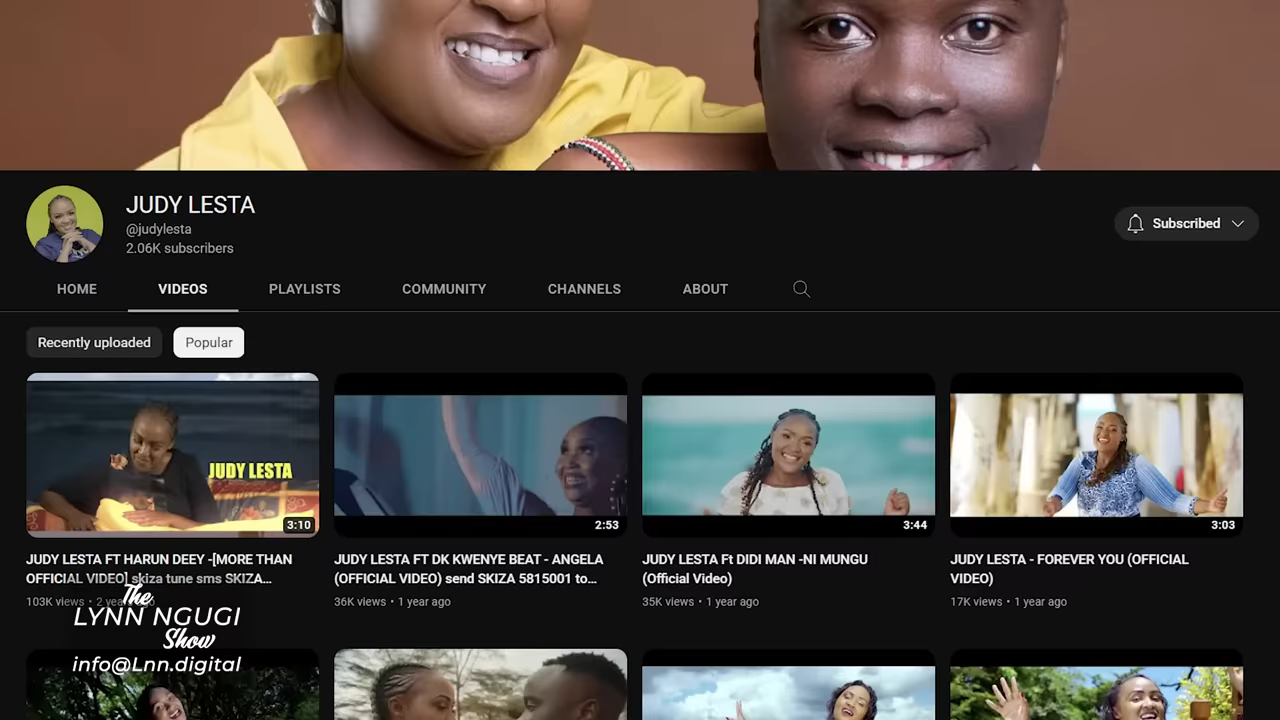 JUDY LESTA
@judylesta
2.06K subscribers
Subscribed
HOME
VIDEOS
PLAYLISTS
COMMUNITY
CHANNELS
ABOUT
Recently uploaded
Popular
JUDY LESTA
3:10
2:53
3:44
3:03
JUDY LESTA FT HARUN DEEY -[MORE THAN
OFFICIAL VIDEO] skiza tune sms SKIZA...
103K views • 2 years ago
JUDY LESTA FT DK KWENYE BEAT - ANGELA
(OFFICIAL VIDEO) send SKIZA 5815001 to...
36K views • 1 year ago
JUDY LESTA Ft DIDI MAN -NI MUNGU
(Official Video)
35K views • 1 year ago
JUDY LESTA - FOREVER YOU (OFFICIAL
VIDEO)
17K views • 1 year ago
The
LYNN NGUGI
Show
info@Lnn.digital